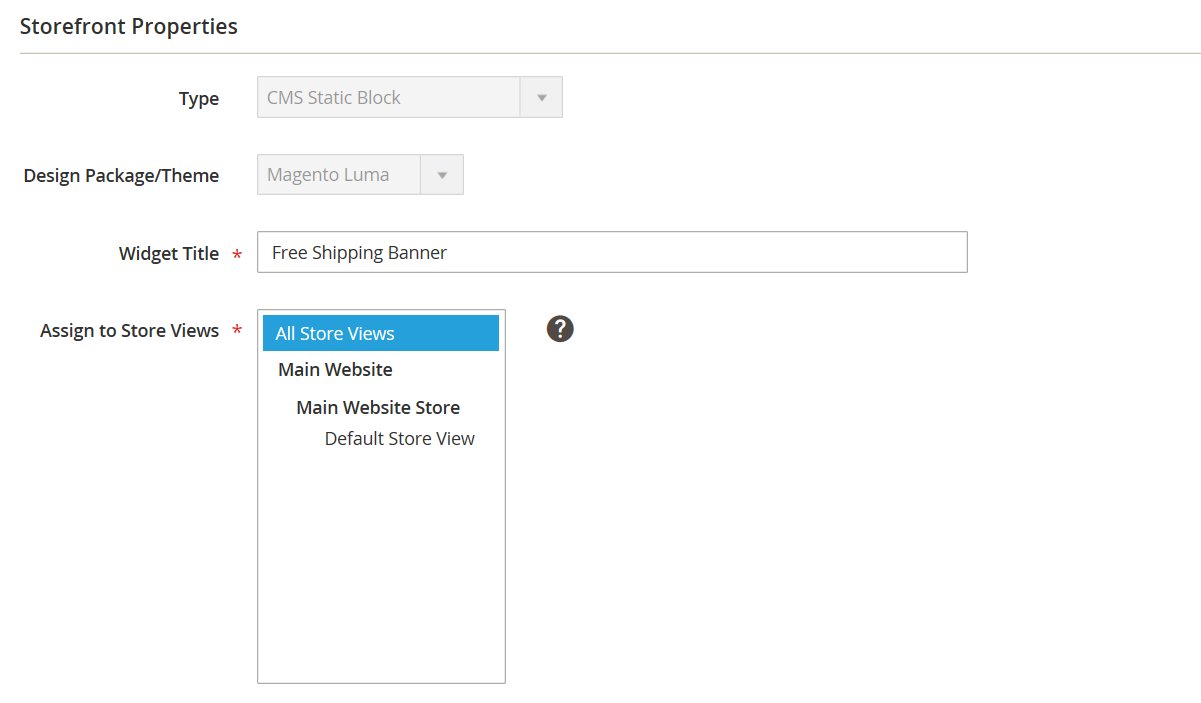 Storefront Properties
Type
CMS Static Block
Design Package/Theme
Magento Luma
Widget Title *
Free Shipping Banner
Assign to Store Views *
All Store Views
?
Main Website
Main Website Store
Default Store View